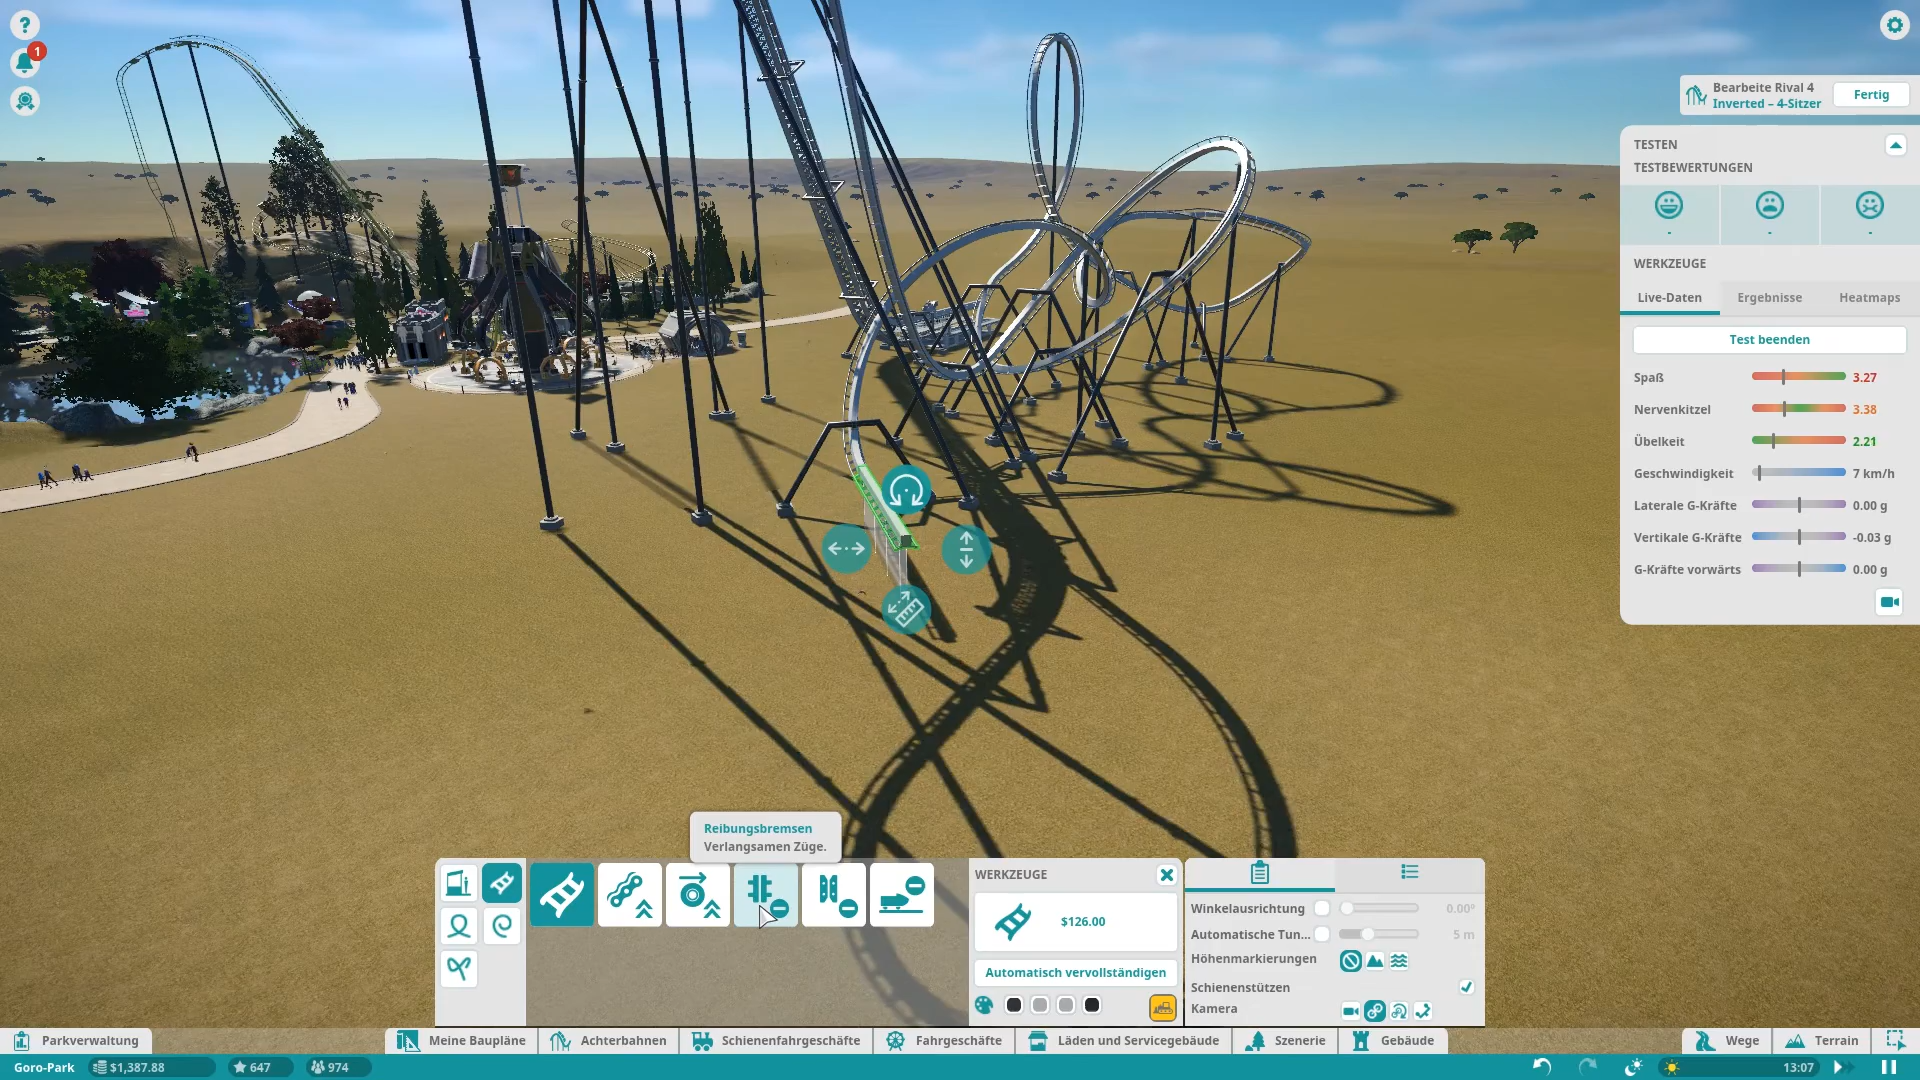 ?
1
Bearbeite Rival 4
Inverted – 4-Sitzer
Fertig
TESTEN
TESTBEWERTUNGEN
-
-
-
WERKZEUGE
Live-Daten
Ergebnisse
Heatmaps
Test beenden
Spaß
3.27
Nervenkitzel
3.38
Übelkeit
2.21
Geschwindigkeit
7 km/h
Laterale G-Kräfte
0.00 g
Vertikale G-Kräfte
-0.03 g
G-Kräfte vorwärts
0.00 g
Reibungsbremsen
Verlangsamen Züge.
WERKZEUGE
$126.00
Automatisch vervollständigen
Winkelausrichtung
0.00°
Automatische Tun...
5 m
Höhenmarkierungen
Schienenstützen
Kamera
Parkverwaltung
Meine Baupläne
Achterbahnen
Schienenfahrgeschäfte
Fahrgeschäfte
Läden und Servicegebäude
Szenerie
Gebäude
Wege
Terrain
Goro-Park
$1,387.88
647
974
13:07